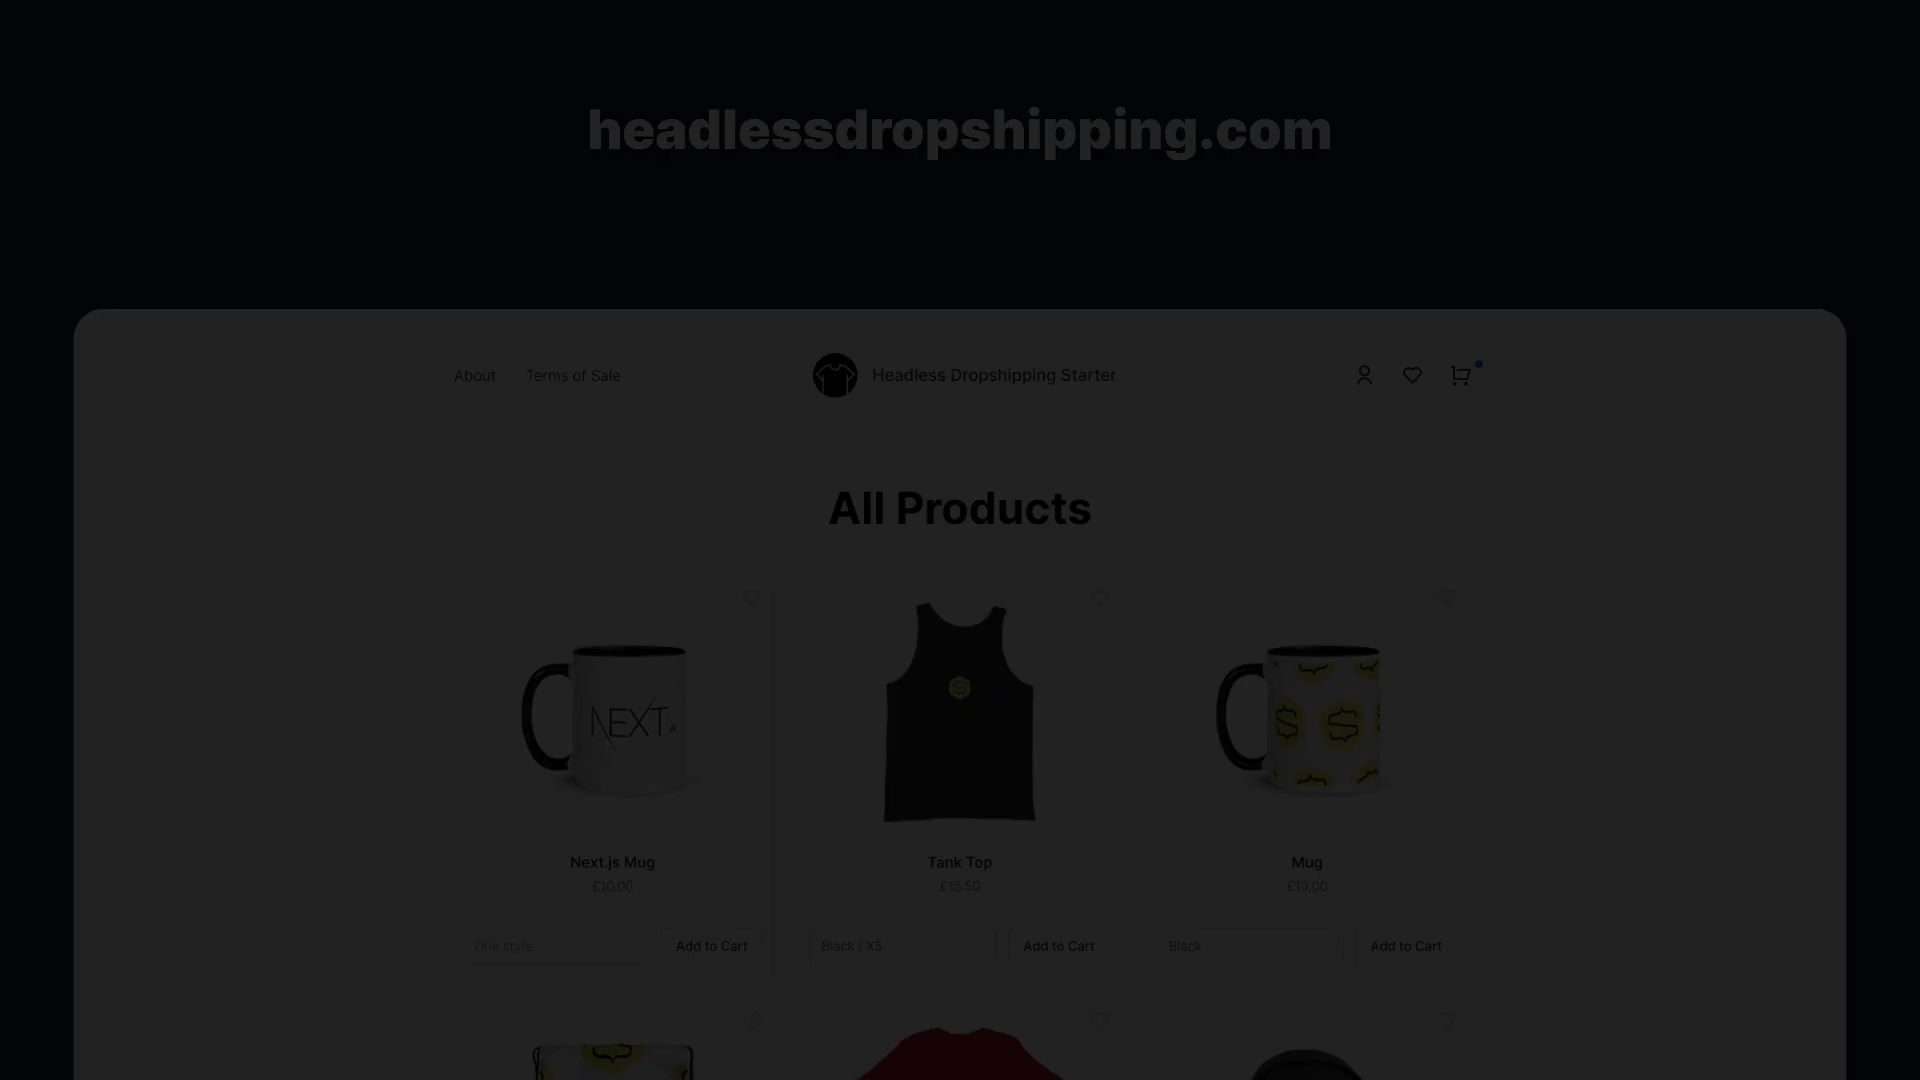 headlessdropshipping.com
About Terms of Sale Headless Dropshipping Starter
All Products
NEXT.JS
Next.js Mug Tank Top Mug
£10.00 £15.50 £10.00
One style Add to Cart Black / XS Add to Cart Black Add to Cart